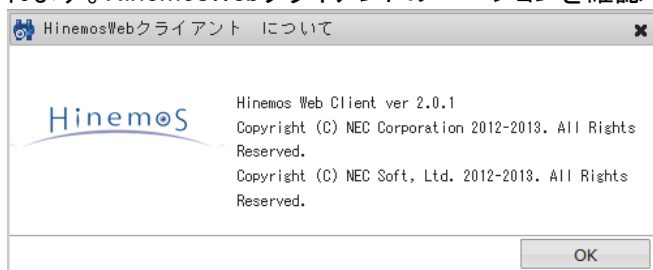 HinemosWebクライアント について
Hinemos
Hinemos Web Client ver 2.0.1
Copyright (C) NEC Corporation 2012-2013. All Rights
Reserved.
Copyright (C) NEC Soft, Ltd. 2012-2013. All Rights
Reserved.
OK